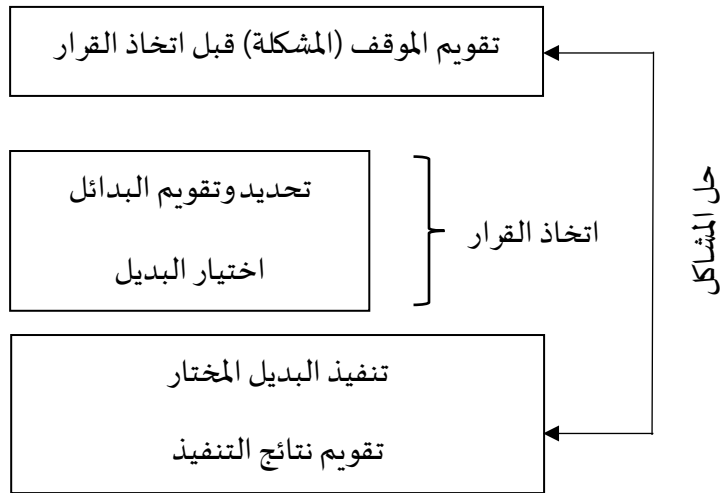 تقويم الموقف (المشكلة) قبل اتخاذ القرار
تحديد وتقويم البدائل
اختيار البديل
اتخاذ القرار
حل المشاكل
تنفيذ البديل المختار
تقويم نتائج التنفيذ